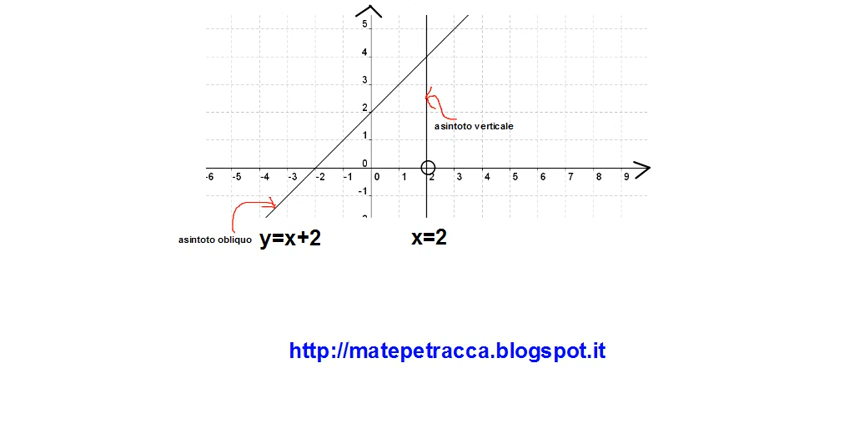 5
4
3
2
1
0
-6 -5 -4 -3 -2 -1 0 1 2 3 4 5 6 7 8 9
-1
asintoto verticale
asintoto obliquo y=x+2 x=2
http://matepetracca.blogspot.it